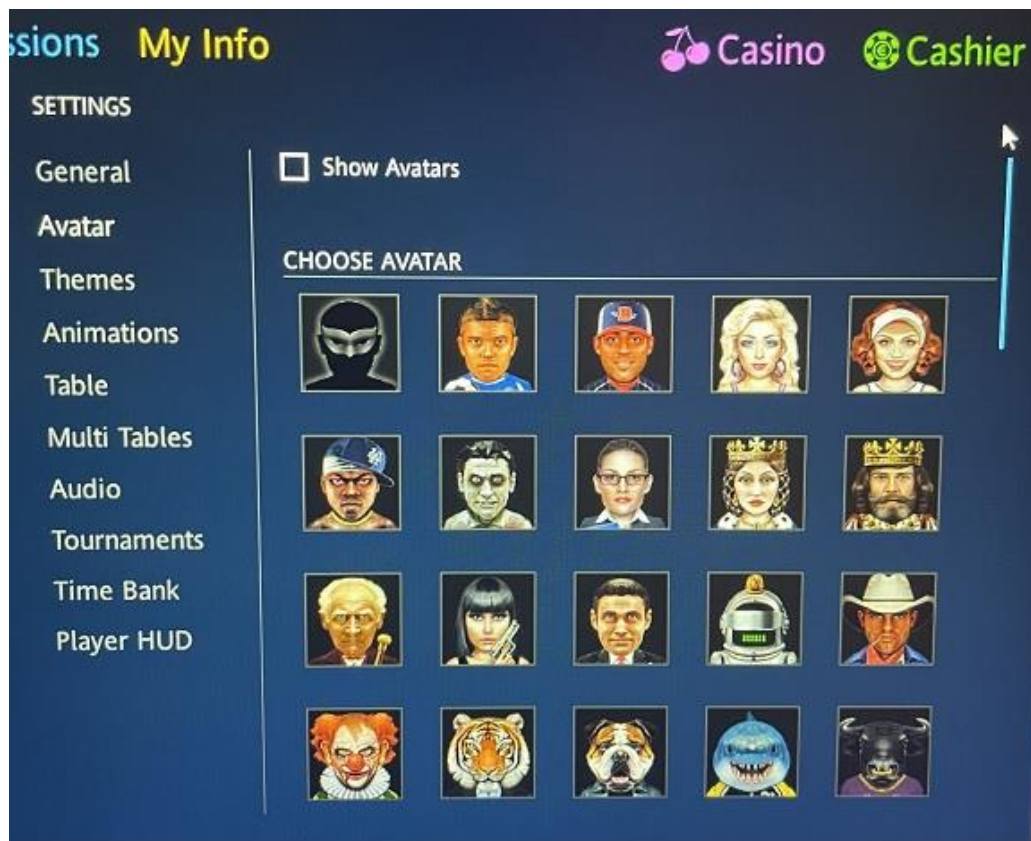 ssions My Info Casino Cashier
SETTINGS
General
Avatar
Themes
Animations
Table
Multi Tables
Audio
Tournaments
Time Bank
Player HUD
Show Avatars
CHOOSE AVATAR